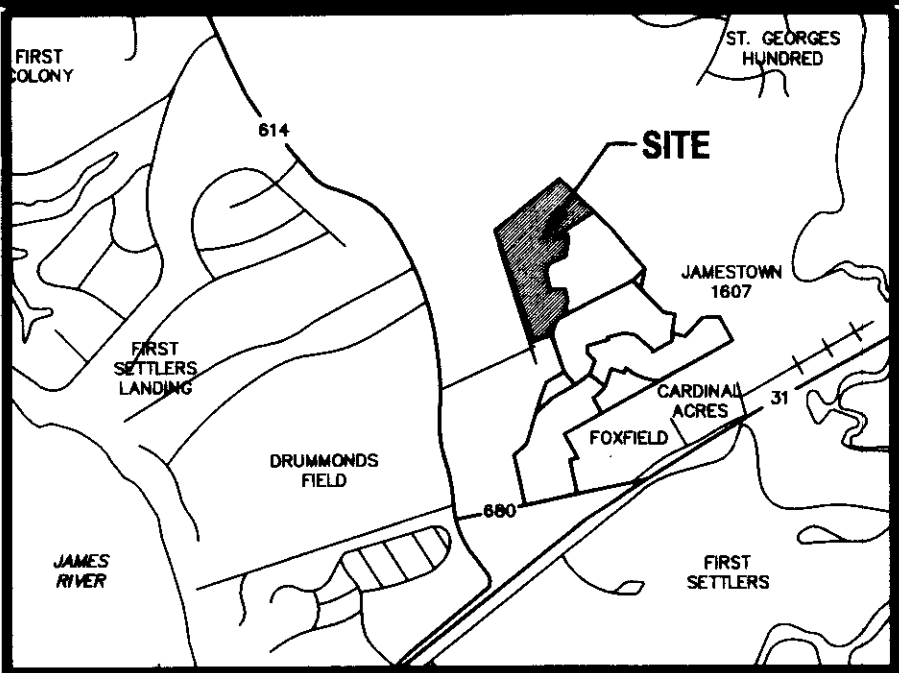 FIRST
COLONY
ST. GEORGES
HUNDRED
614
SITE
JAMESTOWN
1607
FIRST
SETTLERS
LANDING
CARDINAL
ACRES
31
FOXFIELD
DRUMMONDS
FIELD
680
JAMES
RIVER
FIRST
SETTLERS